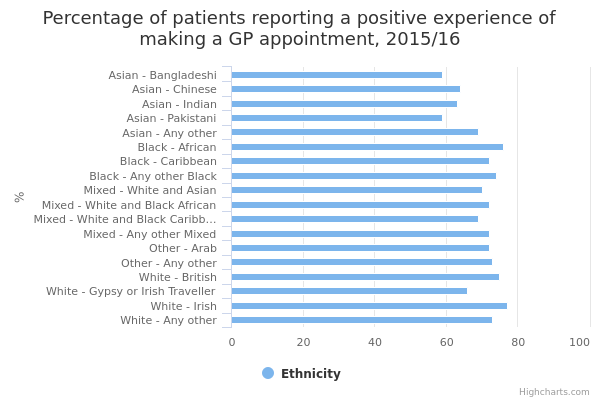 Percentage of patients reporting a positive experience of
making a GP appointment, 2015/16
%
Asian - Bangladeshi
Asian - Chinese
Asian - Indian
Asian - Pakistani
Asian - Any other
Black - African
Black - Caribbean
Black - Any other Black
Mixed - White and Asian
Mixed - White and Black African
Mixed - White and Black Caribb…
Mixed - Any other Mixed
Other - Arab
Other - Any other
White - British
White - Gypsy or Irish Traveller
White - Irish
White - Any other
0 20 40 60 80 100
Ethnicity
Highcharts.com